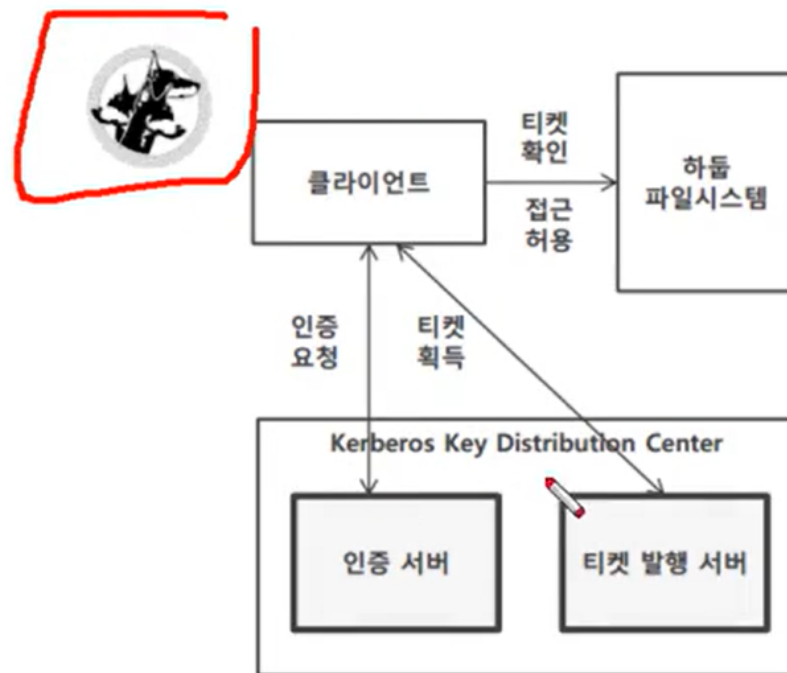 클라이언트
티켓
확인
접근
허용
하둡
파일시스템
인증
요청
티켓
획득
Kerberos Key Distribution Center
인증 서버
티켓 발행 서버